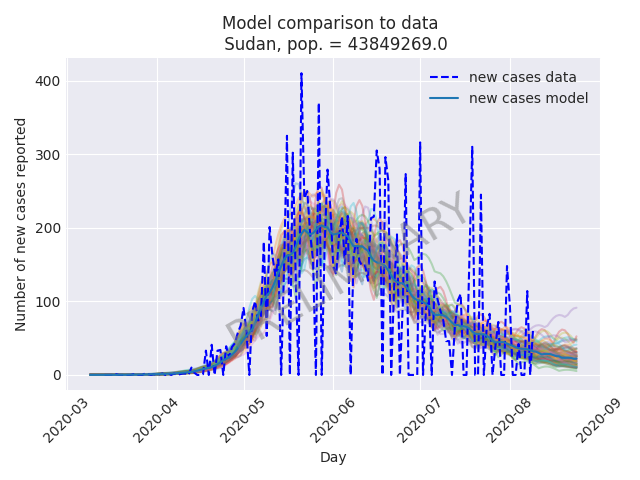 Model comparison to data
Sudan, pop. = 43849269.0
new cases data
new cases model
Number of new cases reported
400
300
200
100
0
PRELIMINARY
2020-03
2020-04
2020-05
2020-06
2020-07
2020-08
2020-09
Day